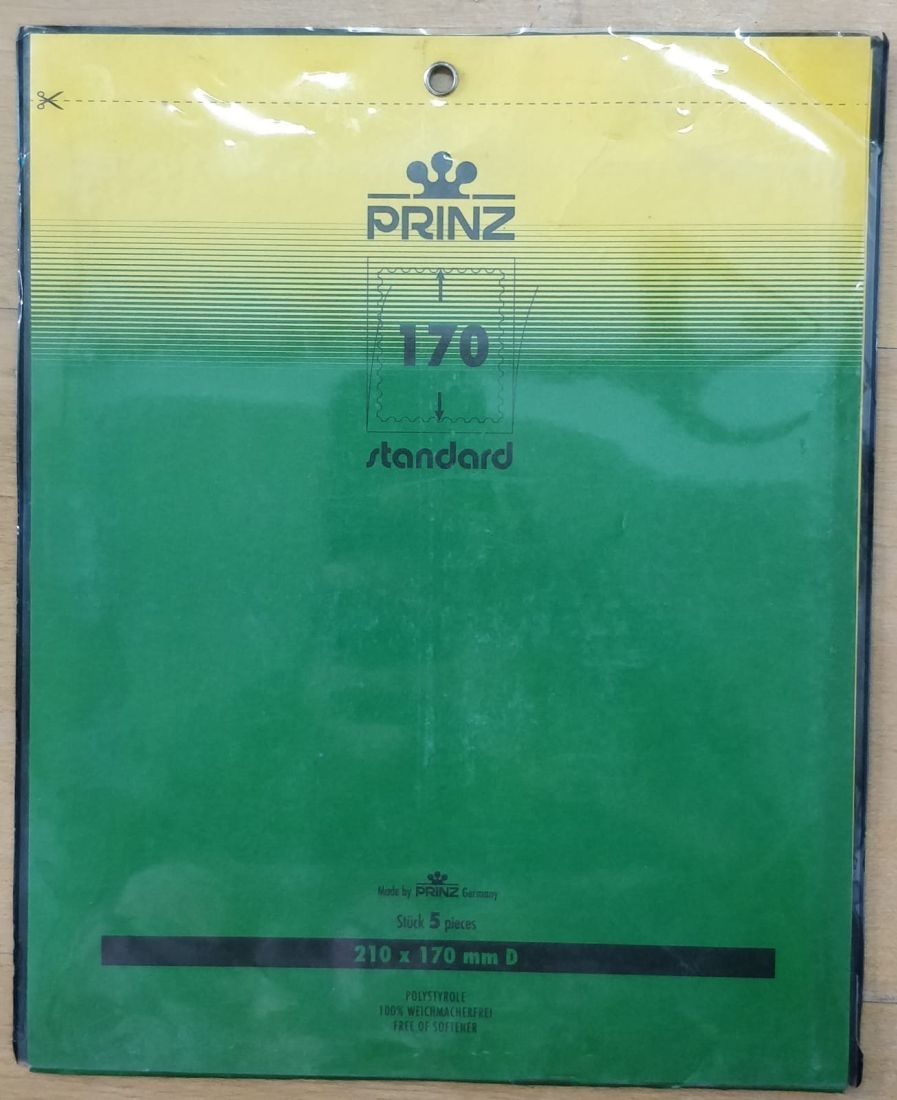 PRINZ
170
standard
Made by PRINZ Germany
Stück 5 pieces
210 x 170 mm D
POLYSTYROLE
100% WEICHMACHERFREI
FREE OF SOFTENER